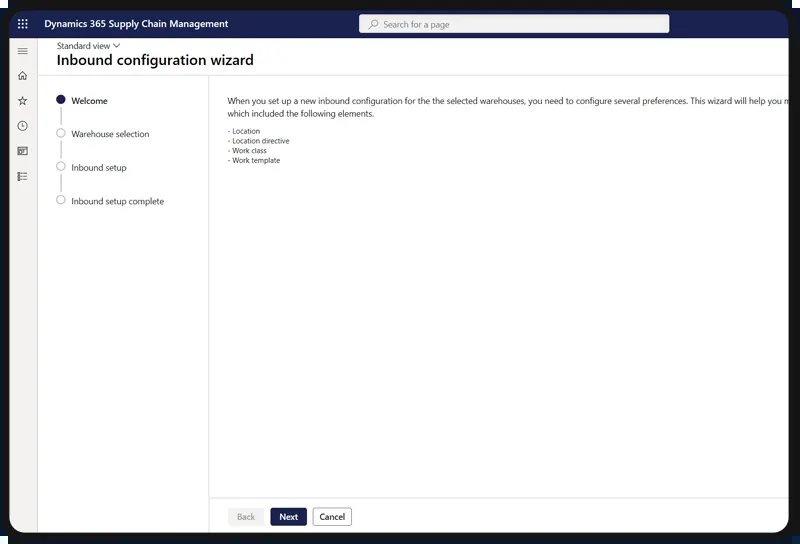 Dynamics 365 Supply Chain Management
Search for a page
Standard view
Inbound configuration wizard
Welcome
Warehouse selection
Inbound setup
Inbound setup complete
When you set up a new inbound configuration for the the selected warehouses, you need to configure several preferences. This wizard will help you
which included the following elements.
- Location
- Location directive
- Work class
- Work template
Back
Next
Cancel